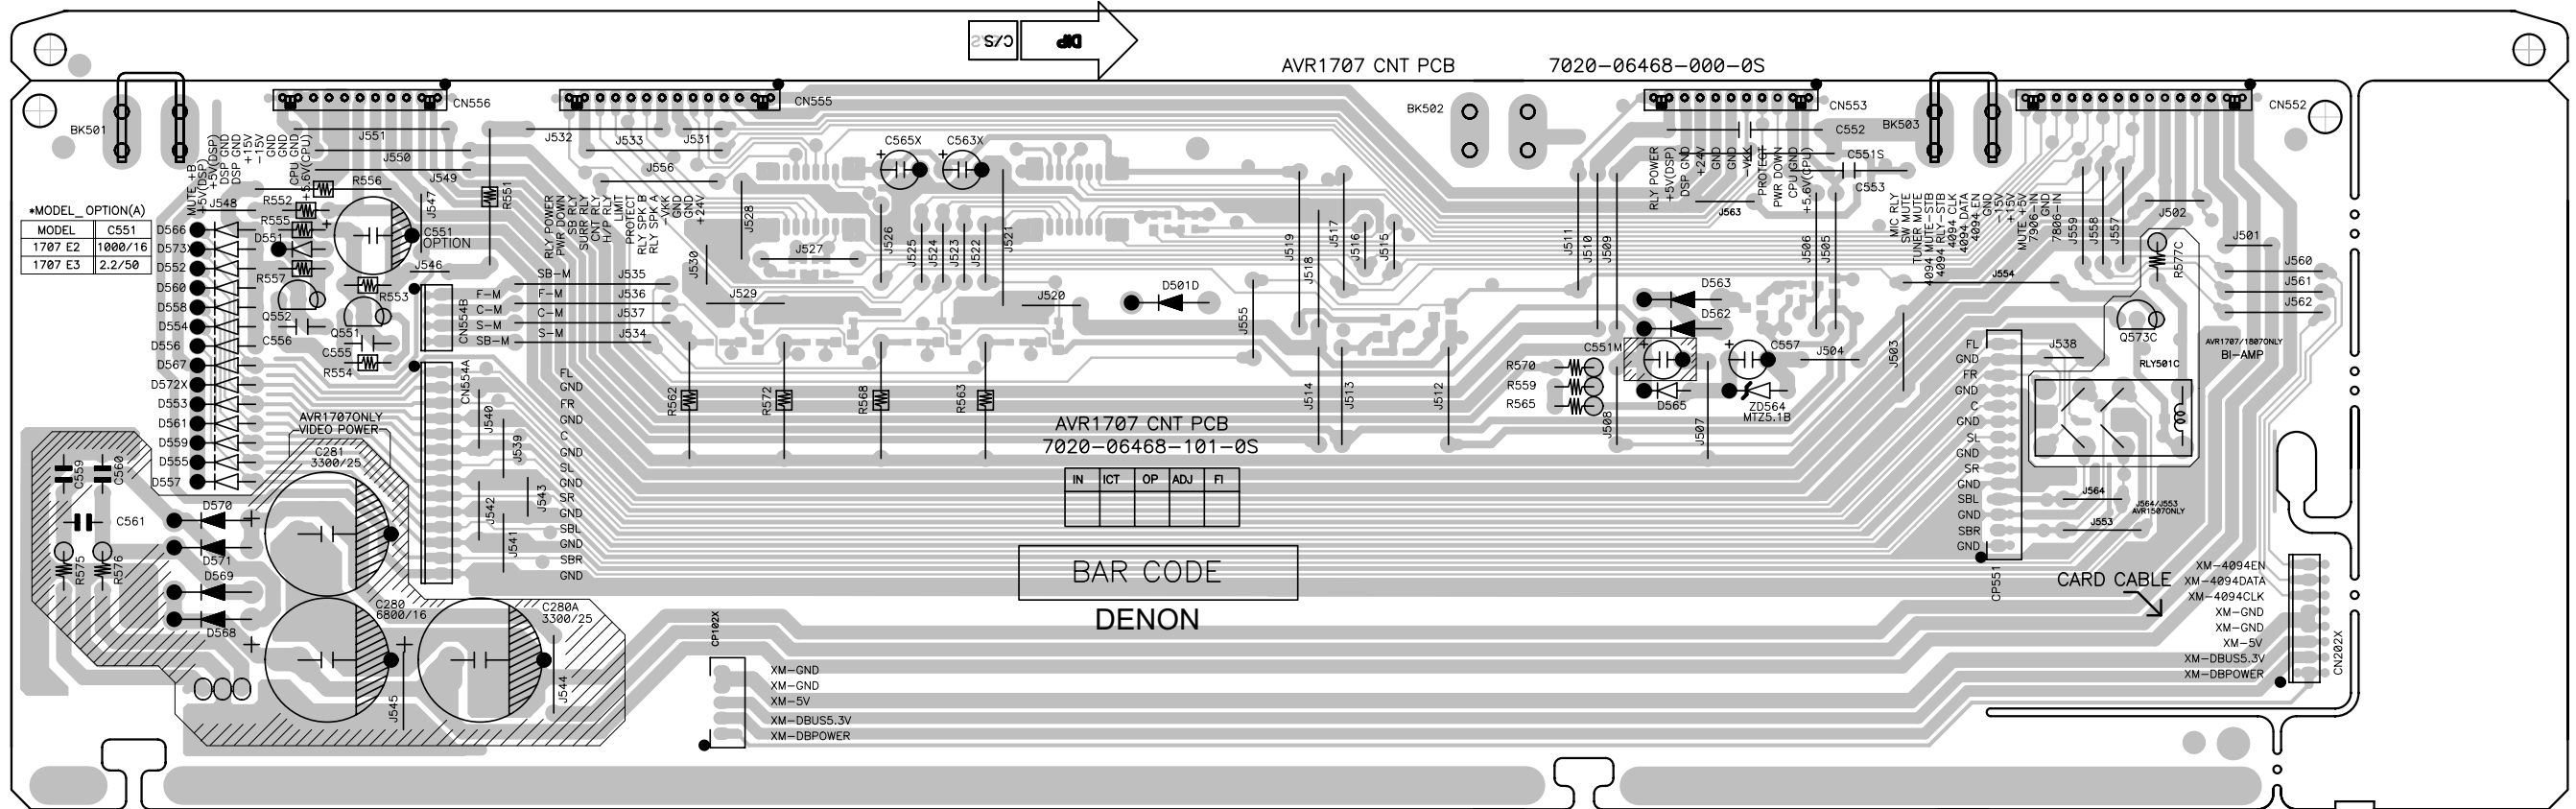 C/S
DIP
AVR1707 CNT PCB 7020-06468-000-0S
BK501
CN556
CN555
BK502
CN553
BK503
CN552
J551
J550
J549
J532
J533
J531
J556
C565X
C563X
C552
C551S
C553
MUTE +B
+5V(DSP)
+5V(DSP)
DSP GND
DSP GND
+15V
-15V
GND
GND
CPU GND
+5.6V(CPU)
R556
R552
R555
D551
R557
J548
J547
C551
OPTION
J546
R553
Q552
Q551
C556
C555
R554
R551
*MODEL_OPTION(A)
MODEL C551
1707 E2 1000/16
1707 E3 2.2/50
D566
D573X
D552
D560
D558
D554
D556
D567
D572X
D553
D561
D559
D555
D557
RLY POWER
PWR DOWN
SB RLY
SURR RLY
CNT RLY
H/P RLY
LIMIT
PROTECT
RLY SPK B
RLY SPK A
-VKK
GND
GND
+24V
J528
J530
J527
J526
J525
J524
J523
J522
J521
J529
J520
D501D
J519
J518
J517
J516
J515
J555
J514
J513
J512
J511
J510
J509
RLY POWER
+5V(DSP)
DSP GND
+24V
GND
GND
-VKK
PROTECT
PWR DOWN
CPU GND
+5.6V(CPU)
J563
J506
J505
MIC RLY
SW MUTE
TUNER MUTE
4094 MUTE-STB
4094 RLY-STB
4094 CLK
4094 DATA
4094 EN
GND
-15V
+15V
MUTE +5V
7906-IN
GND
7806-IN
J559
J558
J557
J502
J501
R577C
J560
J561
J562
J554
SB-M J535
F-M F-M J536
C-M C-M J537
S-M S-M J534
SB-M
CN554B
CN554A
D563
D562
C551M
C557
J504
J503
D565
ZD564
MTZ5.1B
R570
R559
R565
J508
J507
Q573C
AVR1707/1807ONLY
BI-AMP
J538
RLY501C
R562
R572
R568
R563
AVR1707 CNT PCB
7020-06468-101-0S
IN ICT OP ADJ FI
BAR CODE
DENON
FL
GND
FR
GND
C
GND
SL
GND
SR
GND
SBL
GND
SBR
GND
J540
J539
J542
J543
J541
FL
GND
FR
GND
C
GND
SL
GND
SR
GND
SBL
GND
SBR
GND
CP551
J564
J564/J553
AVR1507ONLY
J553
AVR1707ONLY
VIDEO POWER
C281
3300/25
C559
C560
C561
R575
R576
D570
D571
D569
D568
C280
6800/16
C280A
3300/25
J545
J544
CP102X
XM-GND
XM-GND
XM-5V
XM-DBUS5.3V
XM-DBPOWER
CARD CABLE
XM-4094EN
XM-4094DATA
XM-4094CLK
XM-GND
XM-GND
XM-5V
XM-DBUS5.3V
XM-DBPOWER
CN202X